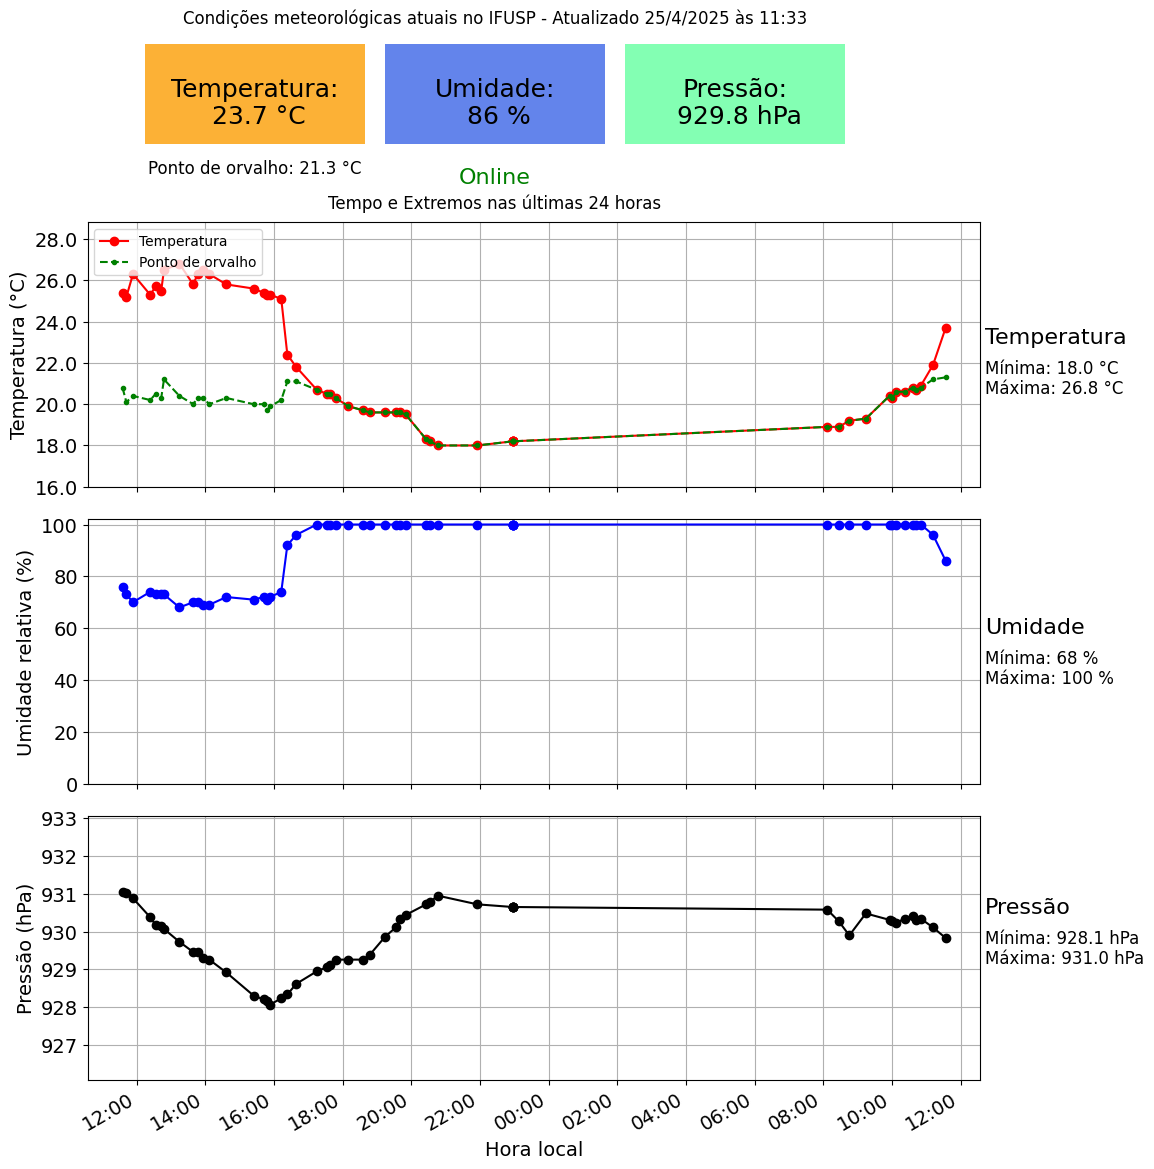 Condições meteorológicas atuais no IFUSP - Atualizado 25/4/2025 às 11:33
Temperatura:
23.7 °C
Umidade:
86 %
Pressão:
929.8 hPa
Ponto de orvalho: 21.3 °C
Online
Tempo e Extremos nas últimas 24 horas
Temperatura (°C)
28.0
26.0
24.0
22.0
20.0
18.0
16.0
Temperatura
Ponto de orvalho
Temperatura
Mínima: 18.0 °C
Máxima: 26.8 °C
Umidade relativa (%)
100
80
60
40
20
0
Umidade
Mínima: 68 %
Máxima: 100 %
Pressão (hPa)
933
932
931
930
929
928
927
Pressão
Mínima: 928.1 hPa
Máxima: 931.0 hPa
12:00 14:00 16:00 18:00 20:00 22:00 00:00 02:00 04:00 06:00 08:00 10:00 12:00
Hora local